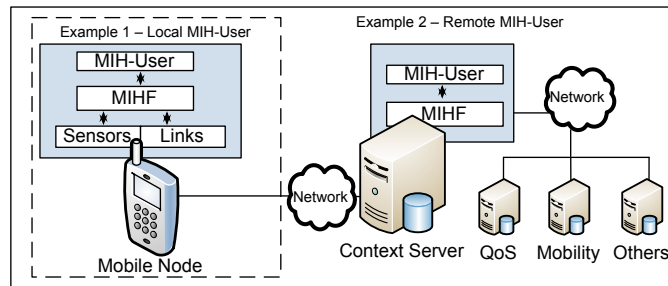 Example 1 – Local MIH-User
MIH-User
MIHF
Sensors
Links
Mobile Node
Network
Example 2 – Remote MIH-User
MIH-User
MIHF
Context Server
Network
QoS
Mobility
Others